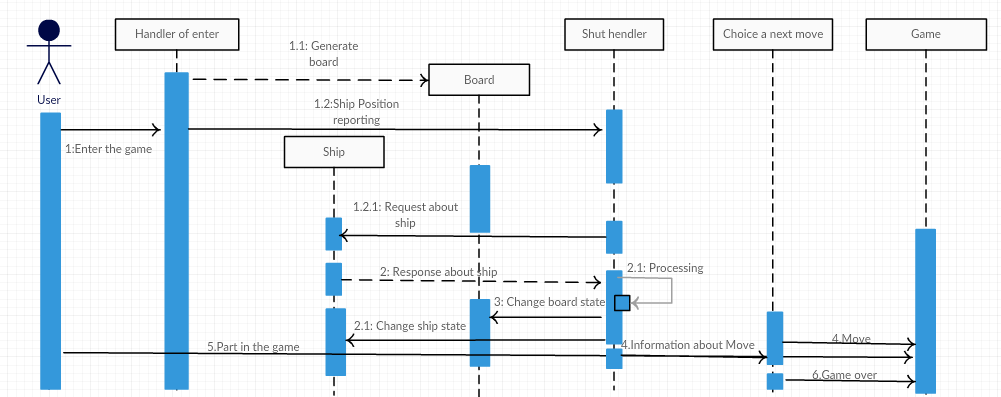 Handler of enter
Shut hendler
Choice a next move
Game
1.1: Generate
board
Board
User
1.2:Ship Position
reporting
1:Enter the game
Ship
1.2.1: Request about
ship
2: Response about ship
2.1: Processing
3: Change board state
2.1: Change ship state
4.Information about Move
4.Move
5.Part in the game
6.Game over